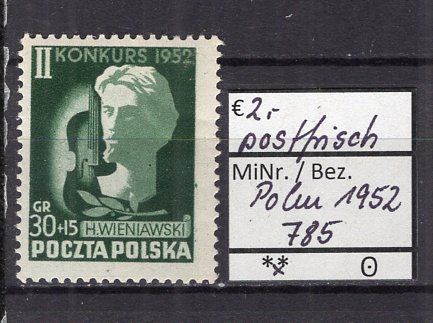 II KONKURS 1952
GR
30+15
H.WIENIAWSKI
POCZTA POLSKA
€ 2,-
postfrisch
MiNr. / Bez.
Polen 1952
785
** ʘ